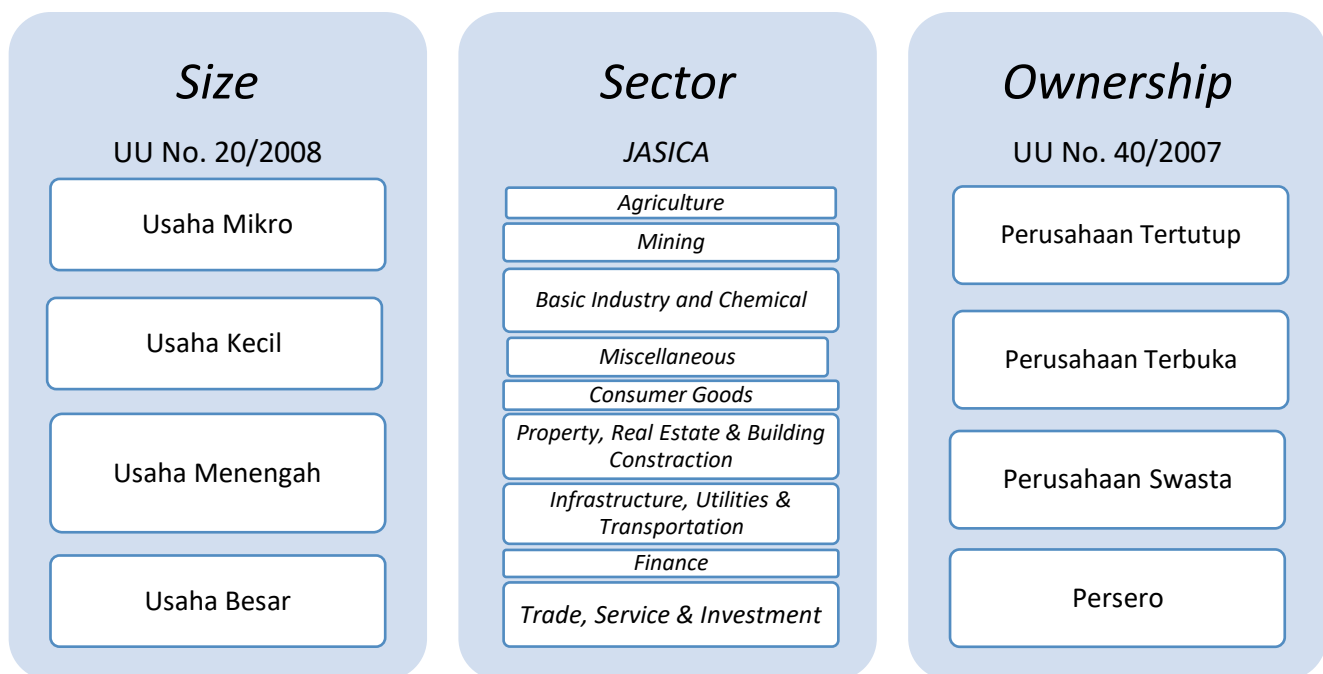 Size
UU No. 20/2008
Usaha Mikro
Usaha Kecil
Usaha Menengah
Usaha Besar
Sector
JASICA
Agriculture
Mining
Basic Industry and Chemical
Miscellaneous
Consumer Goods
Property, Real Estate & Building
Constraction
Infrastructure, Utilities &
Transportation
Finance
Trade, Service & Investment
Ownership
UU No. 40/2007
Perusahaan Tertutup
Perusahaan Terbuka
Perusahaan Swasta
Persero